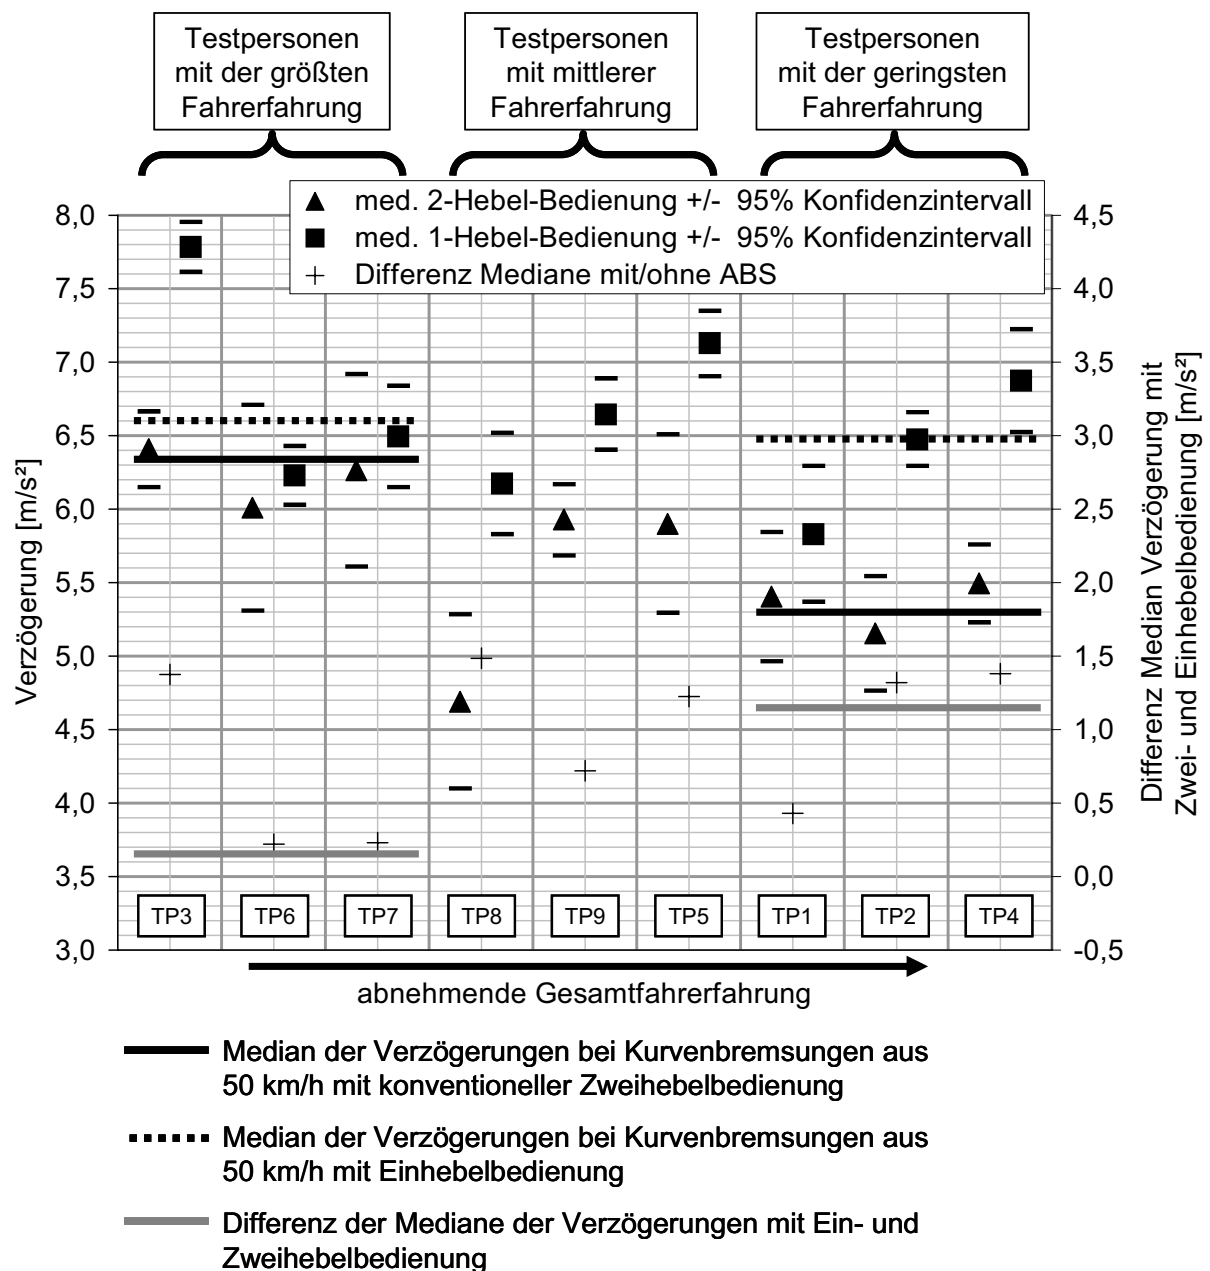 Testpersonen
mit der größten
Fahrerfahrung
Testpersonen
mit mittlerer
Fahrerfahrung
Testpersonen
mit der geringsten
Fahrerfahrung
med. 2-Hebel-Bedienung +/- 95% Konfidenzintervall
med. 1-Hebel-Bedienung +/- 95% Konfidenzintervall
Differenz Mediane mit/ohne ABS
Verzögerung [m/s²]
8,0
7,5
7,0
6,5
6,0
5,5
5,0
4,5
4,0
3,5
3,0
4,5
4,0
3,5
3,0
2,5
2,0
1,5
1,0
0,5
0,0
-0,5
Differenz Median Verzögerung mit
Zwei- und Einhebelbedienung [m/s²]
TP3
TP6
TP7
TP8
TP9
TP5
TP1
TP2
TP4
abnehmende Gesamtfahrerfahrung
Median der Verzögerungen bei Kurvenbremsungen aus
50 km/h mit konventioneller Zweihebelbedienung
Median der Verzögerungen bei Kurvenbremsungen aus
50 km/h mit Einhebelbedienung
Differenz der Mediane der Verzögerungen mit Ein- und
Zweihebelbedienung